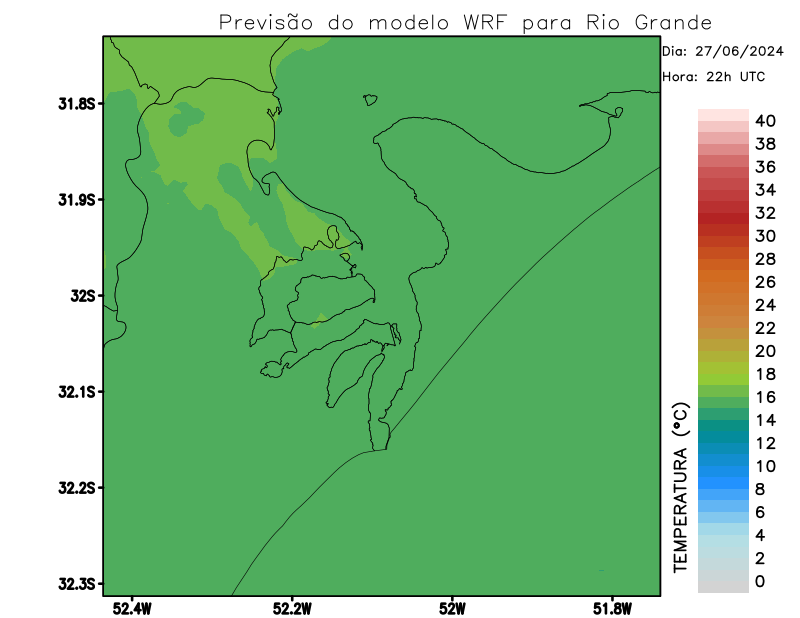 Previsão do modelo WRF para Rio Grande
Dia: 27/06/2024
Hora: 22h UTC
31.8S
31.9S
32S
32.1S
32.2S
32.3S
52.4W
52.2W
52W
51.8W
TEMPERATURA (°C)
40
38
36
34
32
30
28
26
24
22
20
18
16
14
12
10
8
6
4
2
0